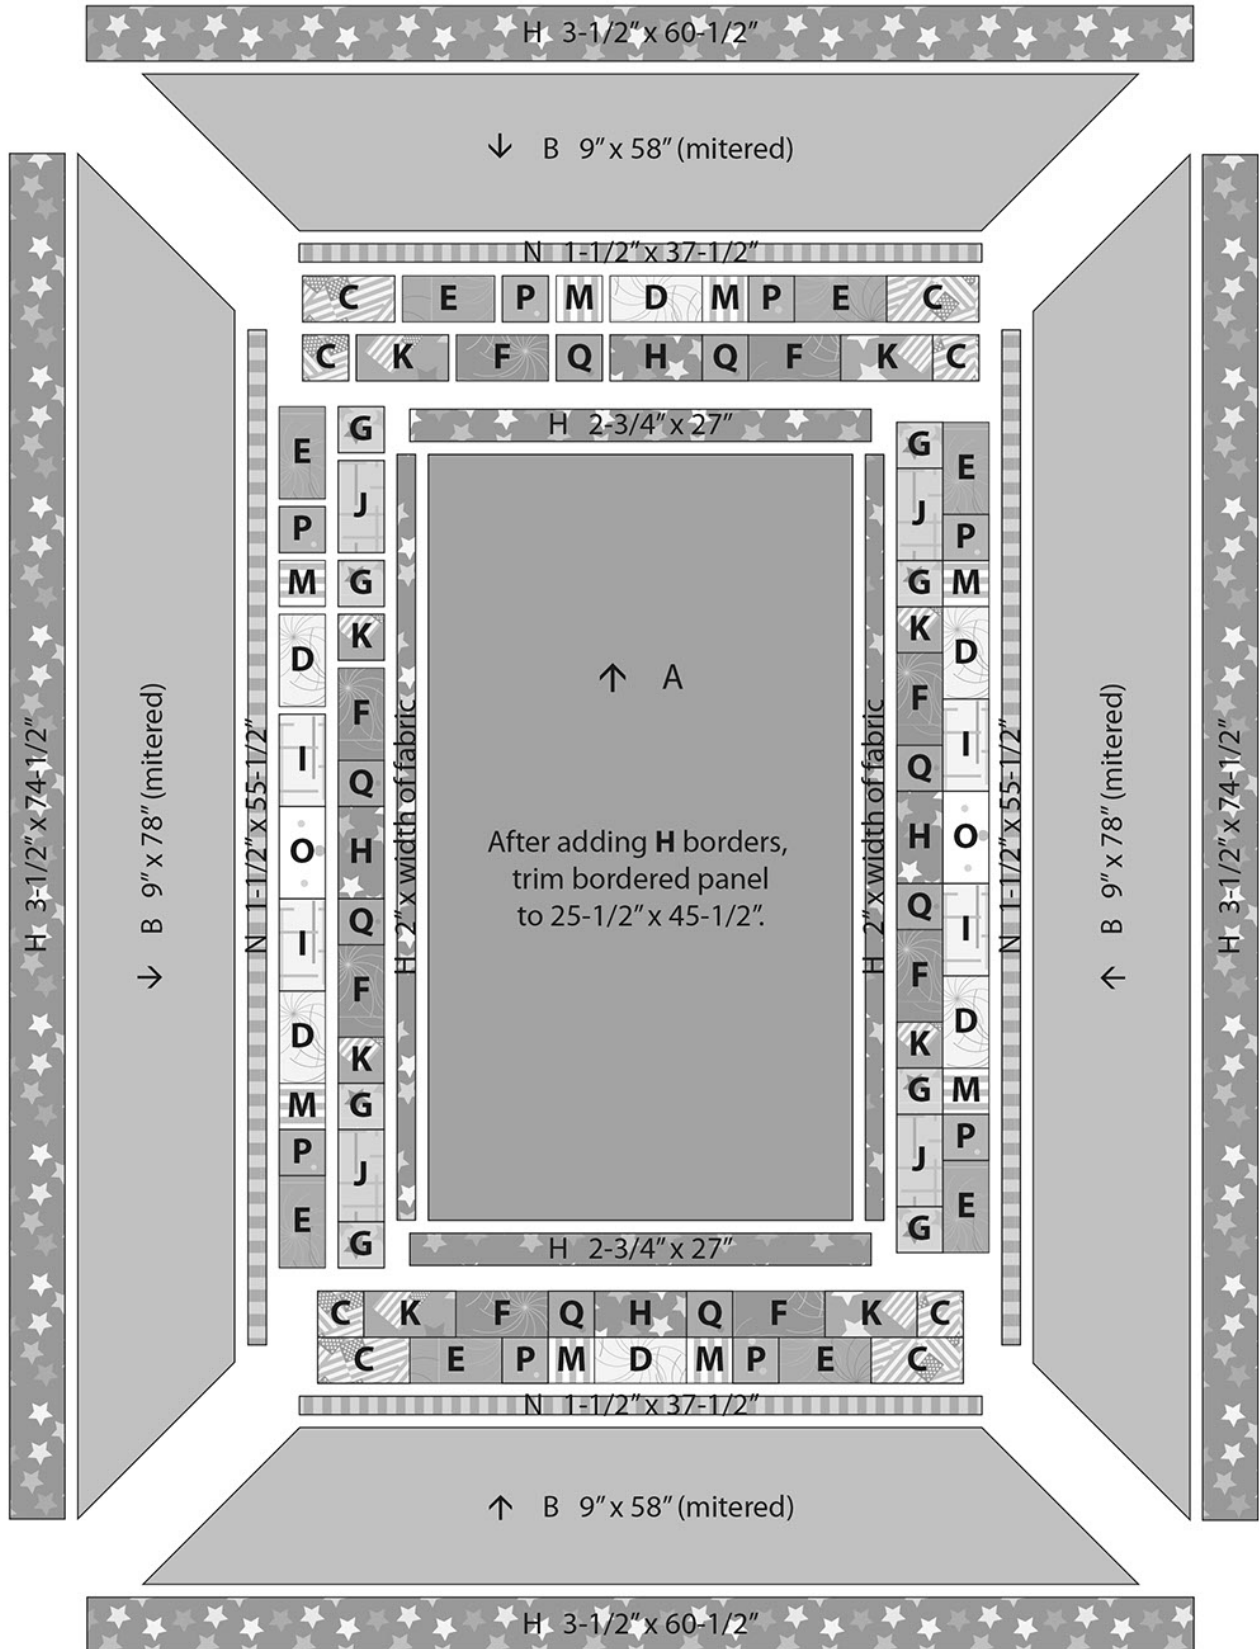 H 3-1/2” x 60-1/2”
↓ B 9” x 58” (mitered)
N 1-1/2” x 37-1/2”
C E P M D M P E C
C K F Q H Q F K C
H 3-1/2” x 74-1/2”
↓ B 9” x 78” (mitered)
N 1-1/2” x 55-1/2”
E
P
M
D
I
O
I
D
M
P
E
G
J
G
K
F
Q
H
Q
F
K
G
J
G
H 2” x width of fabric
H 2-3/4” x 27”
↑ A
After adding H borders,
trim bordered panel
to 25-1/2” x 45-1/2”.
H 2-3/4” x 27”
H 2” x width of fabric
G
J
G
K
F
Q
H
Q
F
K
G
J
G
E
P
M
D
I
O
I
D
M
P
E
N 1-1/2” x 55-1/2”
↑ B 9” x 78” (mitered)
H 3-1/2” x 74-1/2”
C K F Q H Q F K C
C E P M D M P E C
N 1-1/2” x 37-1/2”
↑ B 9” x 58” (mitered)
H 3-1/2” x 60-1/2”